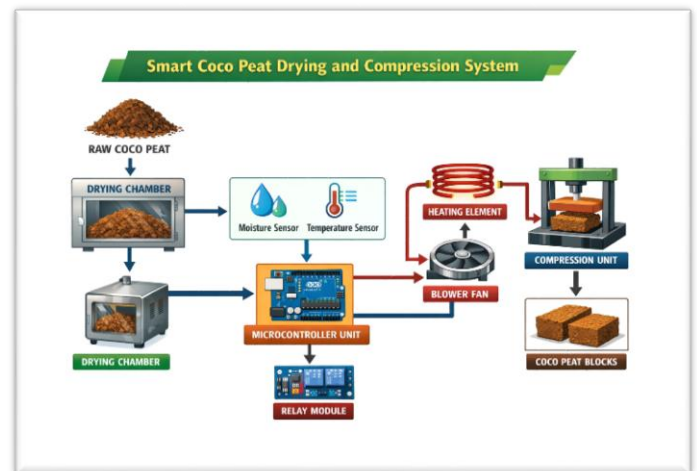 Smart Coco Peat Drying and Compression System
RAW COCO PEAT
DRYING CHAMBER
Moisture Sensor
Temperature Sensor
HEATING ELEMENT
COMPRESSION UNIT
BLOWER FAN
MICROCONTROLLER UNIT
DRYING CHAMBER
COCO PEAT BLOCKS
RELAY MODULE